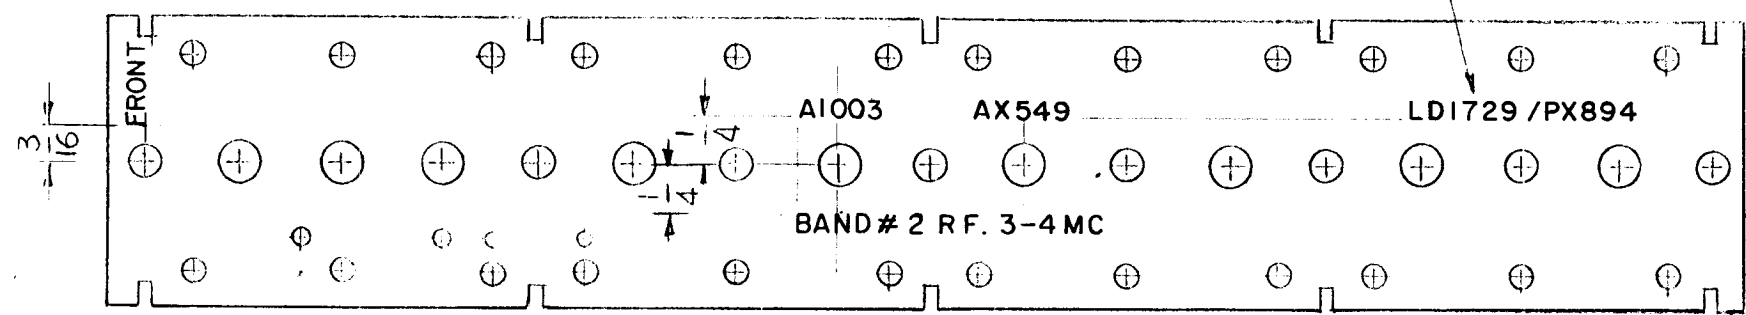 FRONT
A1003 AX549 LD1729/PX894
3/16
1/4
1/4
BAND# 2 RF. 3-4 MC